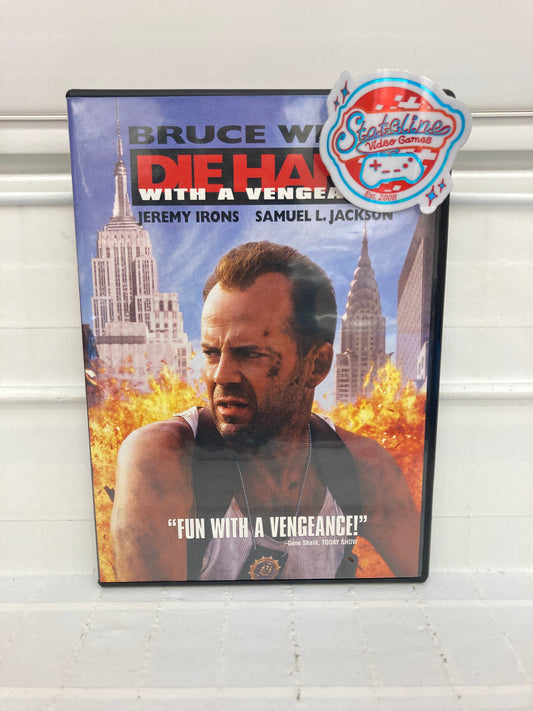 BRUCE W
DIE HA
WITH A VENGEA
JEREMY IRONS SAMUEL L. JACKSON
Stateline
Video Games
EST. 2008
"FUN WITH A VENGEANCE!"
–Gene Shalit, TODAY SHOW